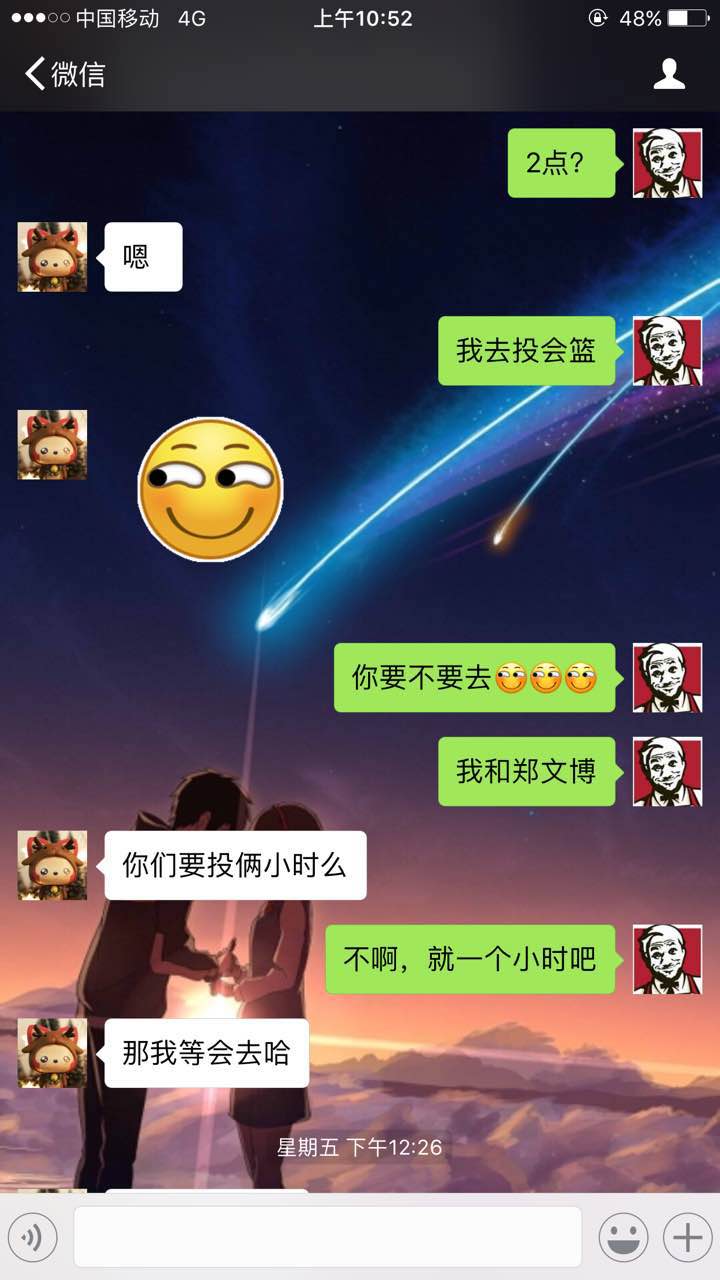 中国移动 4G 上午10:52 48%
微信
2点?
嗯
我去投会篮
你要不要去
我和郑文博
你们要投俩小时么
不啊，就一个小时吧
那我等会去哈
星期五 下午12:26